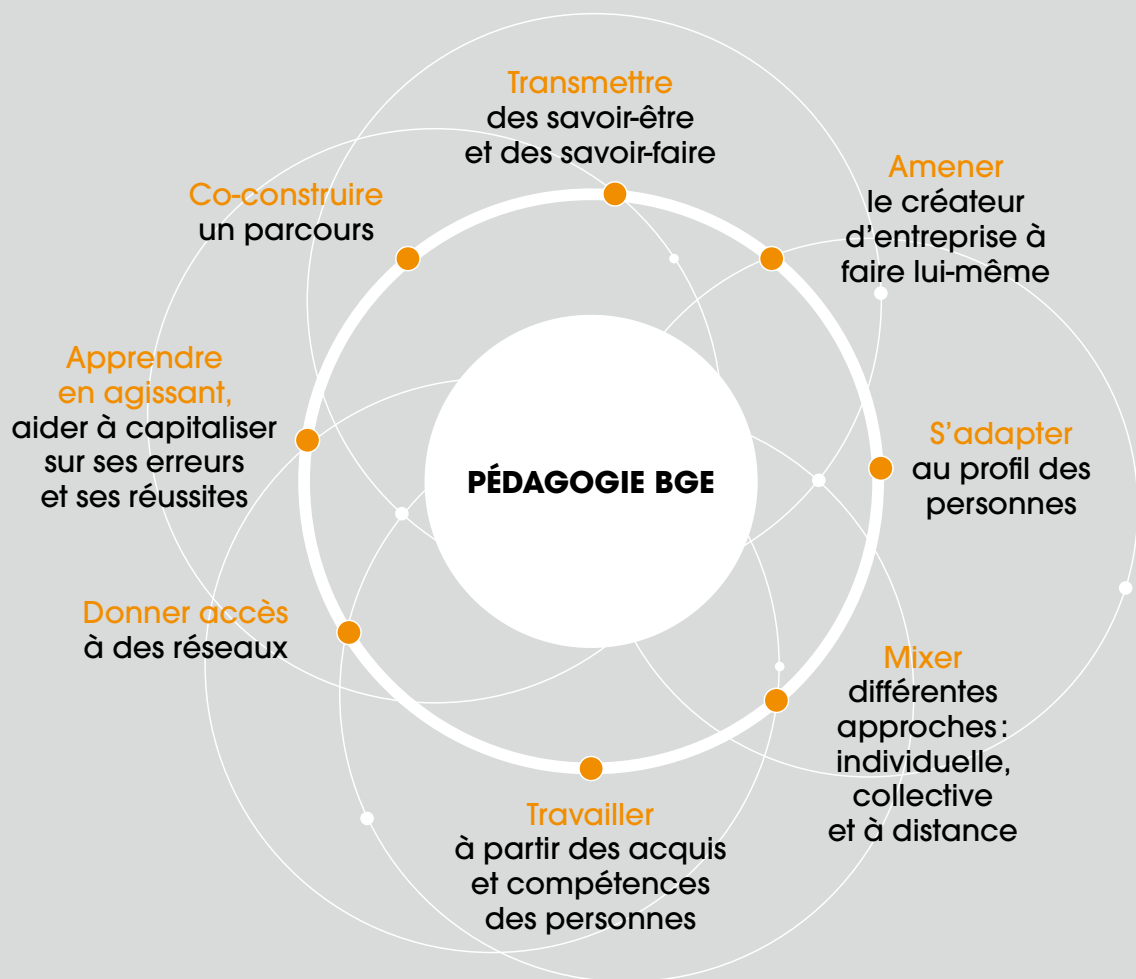 Transmettre
des savoir-être
et des savoir-faire
Amener
le créateur
d’entreprise à
faire lui-même
S’adapter
au profil des
personnes
Mixer
différentes
approches :
individuelle,
collective
et à distance
Travailler
à partir des acquis
et compétences
des personnes
Donner accès
à des réseaux
Apprendre
en agissant,
aider à capitaliser
sur ses erreurs
et ses réussites
Co-construire
un parcours
PÉDAGOGIE BGE